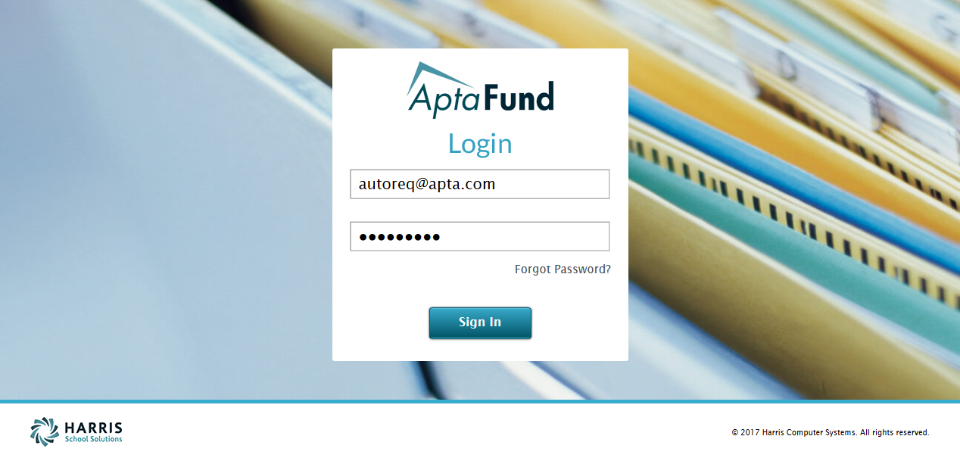 AptaFund
Login
autoreq@apta.com
●●●●●●●●●
Forgot Password?
Sign In
HARRIS
School Solutions
© 2017 Harris Computer Systems. All rights reserved.